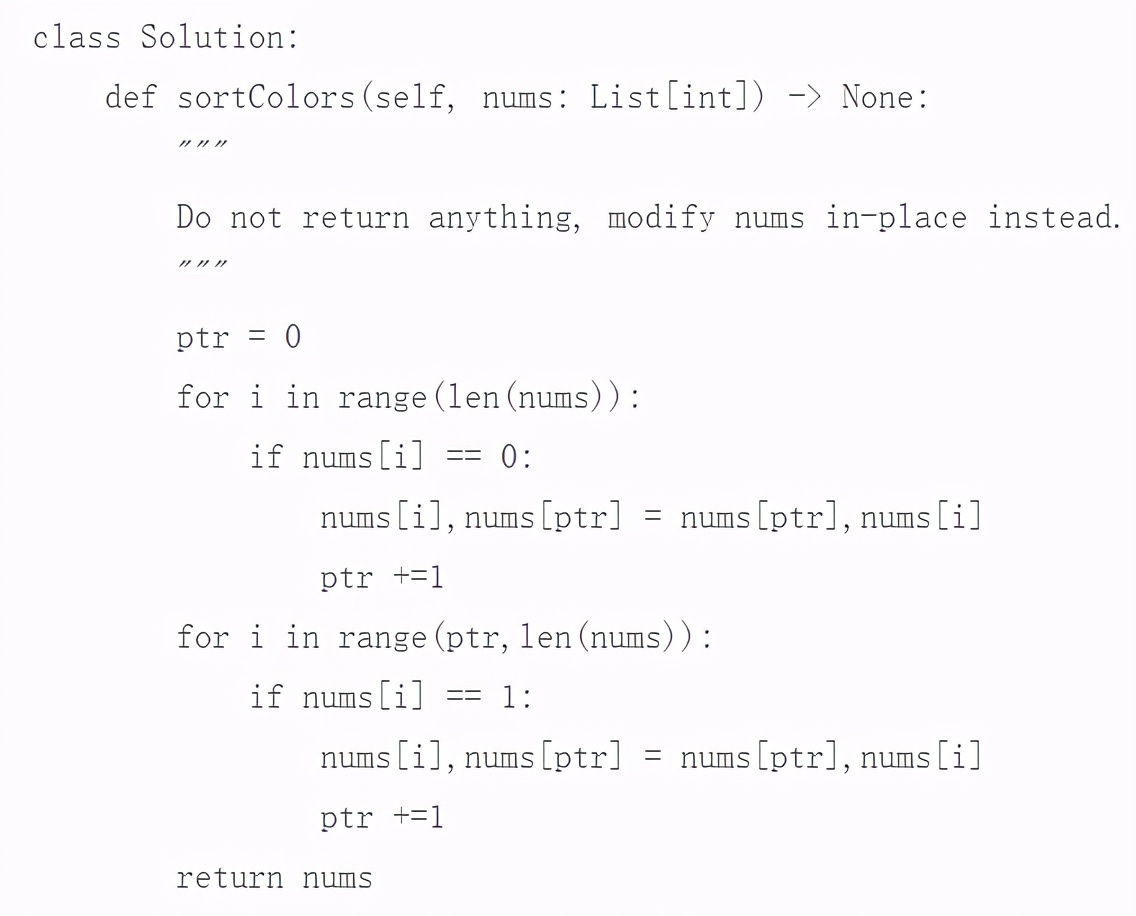 class Solution:
    def sortColors(self, nums: List[int]) -> None:
        """
        Do not return anything, modify nums in-place instead.
        """
        ptr = 0
        for i in range(len(nums)):
            if nums[i] == 0:
                nums[i],nums[ptr] = nums[ptr],nums[i]
                ptr +=1
        for i in range(ptr,len(nums)):
            if nums[i] == 1:
                nums[i],nums[ptr] = nums[ptr],nums[i]
                ptr +=1
        return nums